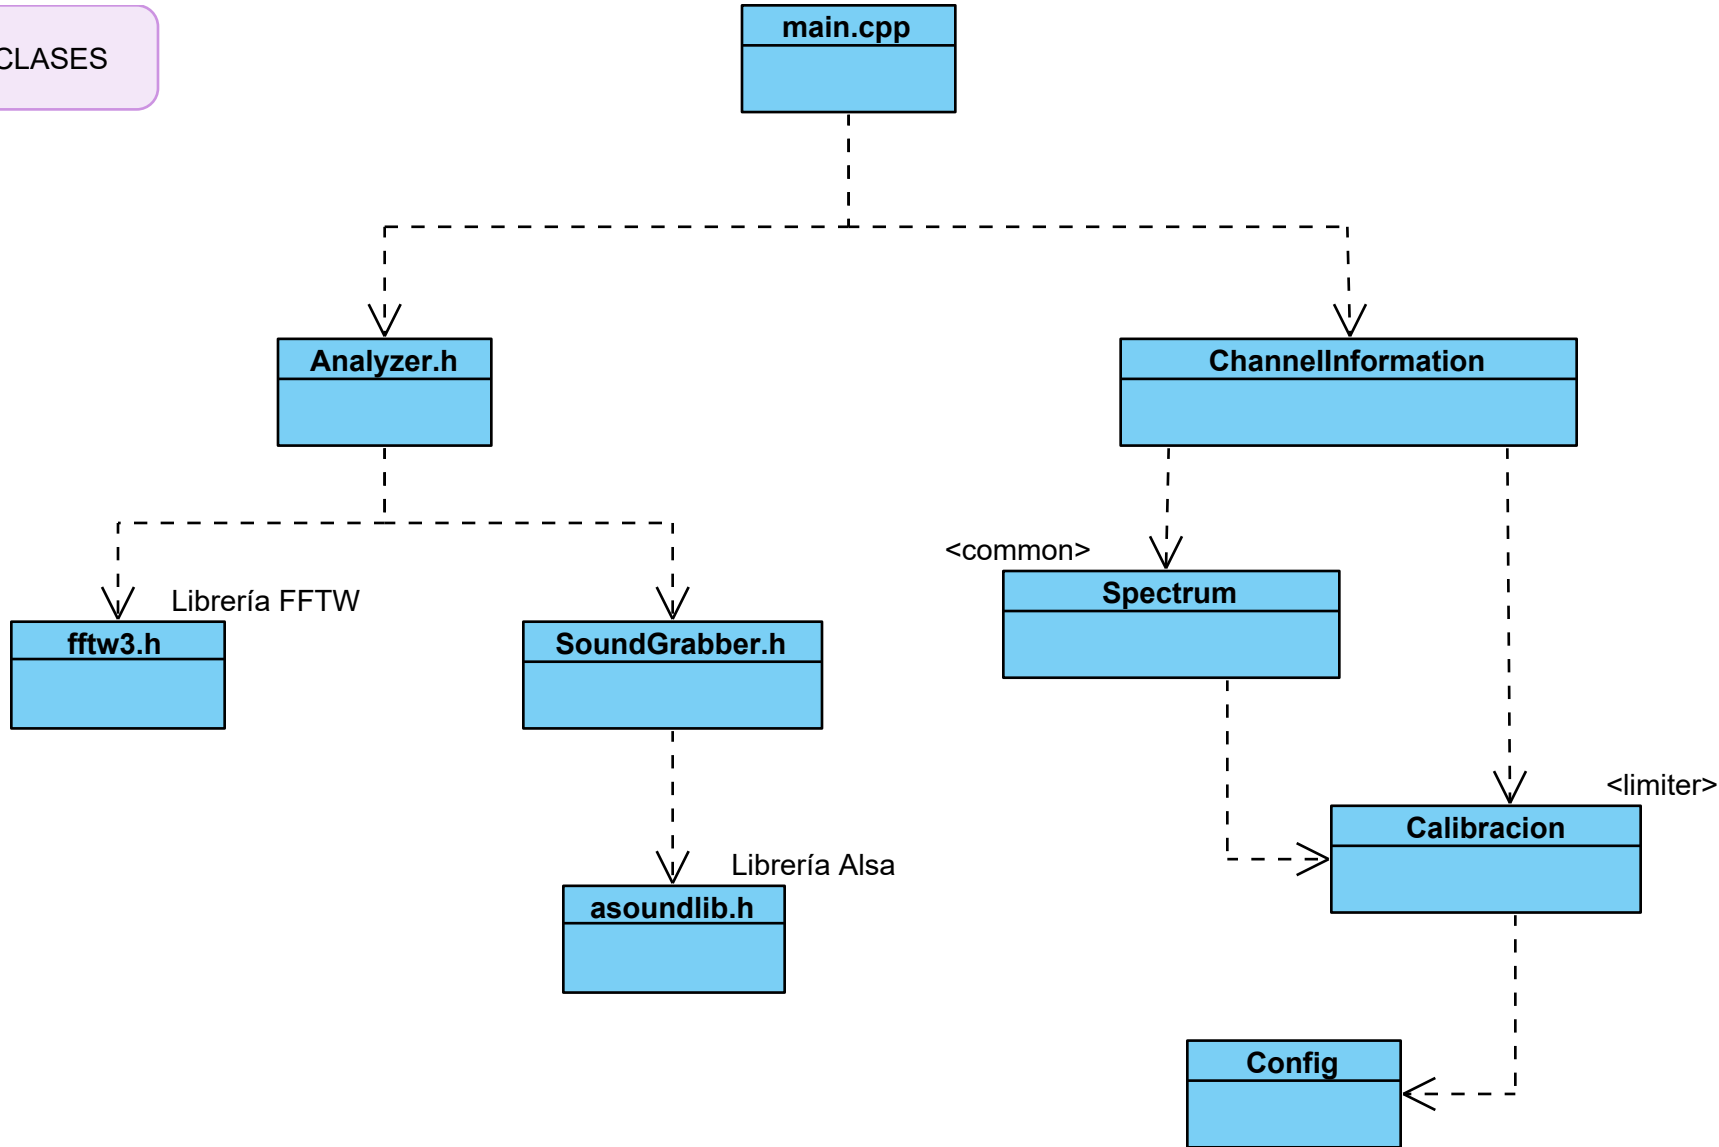 CLASES
main.cpp
Analyzer.h
ChannelInformation
<common>
Spectrum
Librería FFTW
fftw3.h
SoundGrabber.h
<limiter>
Calibracion
Librería Alsa
asoundlib.h
Config